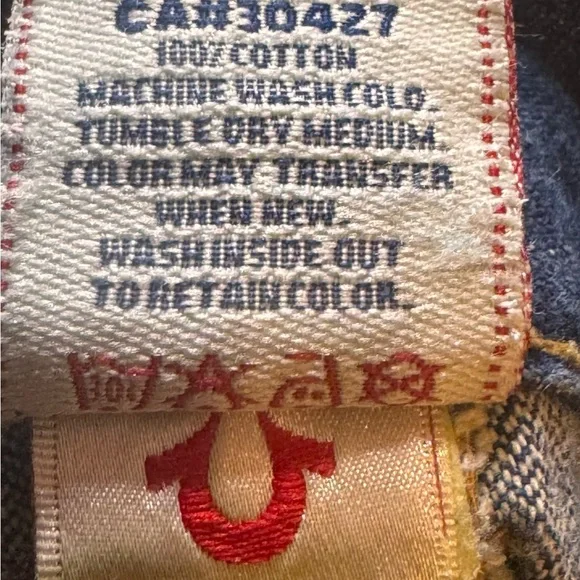 CA#30427
100% COTTON
MACHINE WASH COLD.
TUMBLE DRY MEDIUM.
COLOR MAY TRANSFER
WHEN NEW.
WASH INSIDE OUT
TO RETAIN COLOR.